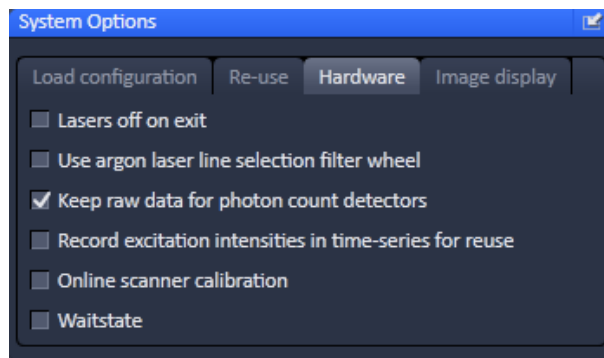 System Options
Load configuration Re-use Hardware Image display
Lasers off on exit
Use argon laser line selection filter wheel
Keep raw data for photon count detectors
Record excitation intensities in time-series for reuse
Online scanner calibration
Waitstate